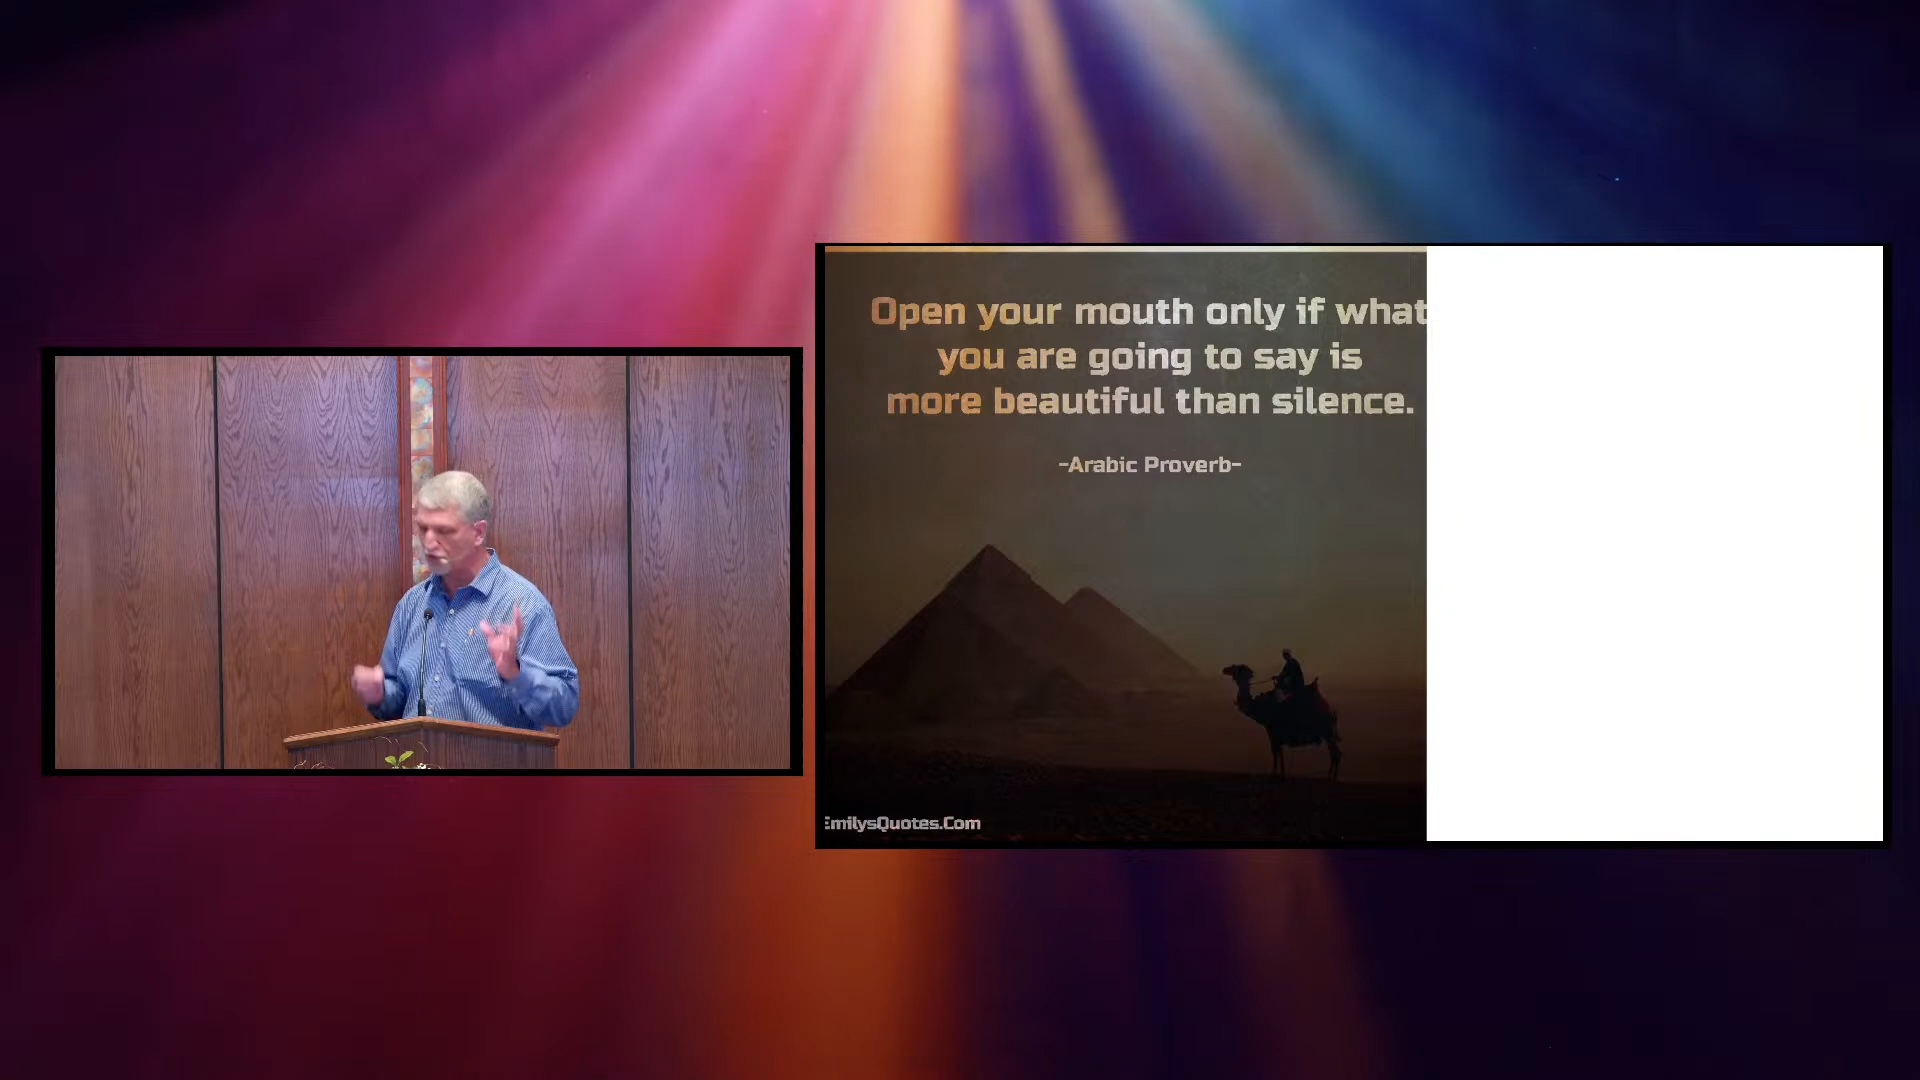 Open your mouth only if what
you are going to say is
more beautiful than silence.
-Arabic Proverb-
EmilysQuotes.Com